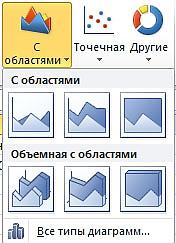 С областями
Точечная
Другие
С областями
Объемная с областями
Все типы диаграмм...